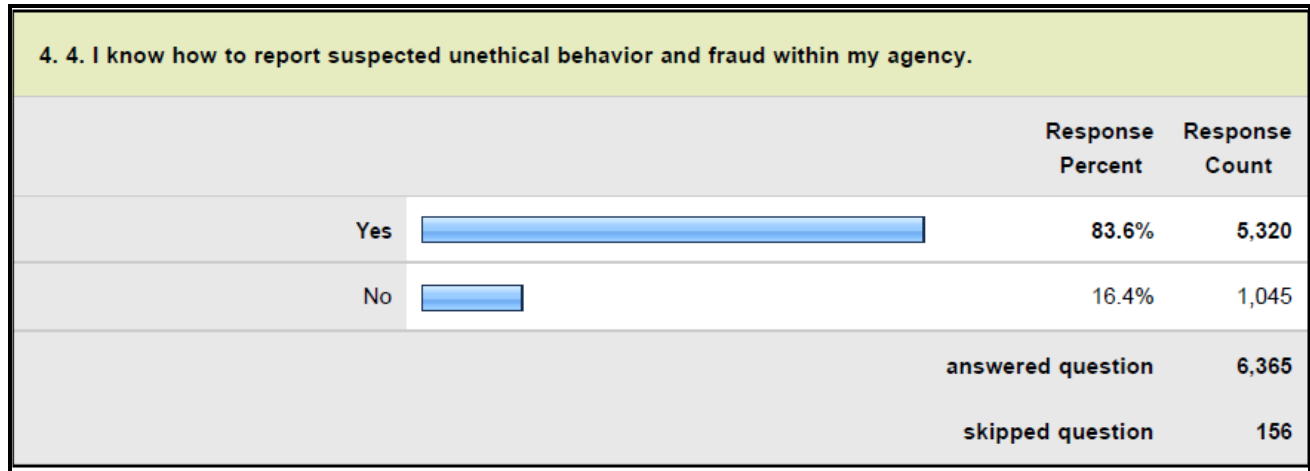 4. 4. I know how to report suspected unethical behavior and fraud within my agency.
Response Response
Percent Count
Yes 83.6% 5,320
No 16.4% 1,045
answered question 6,365
skipped question 156